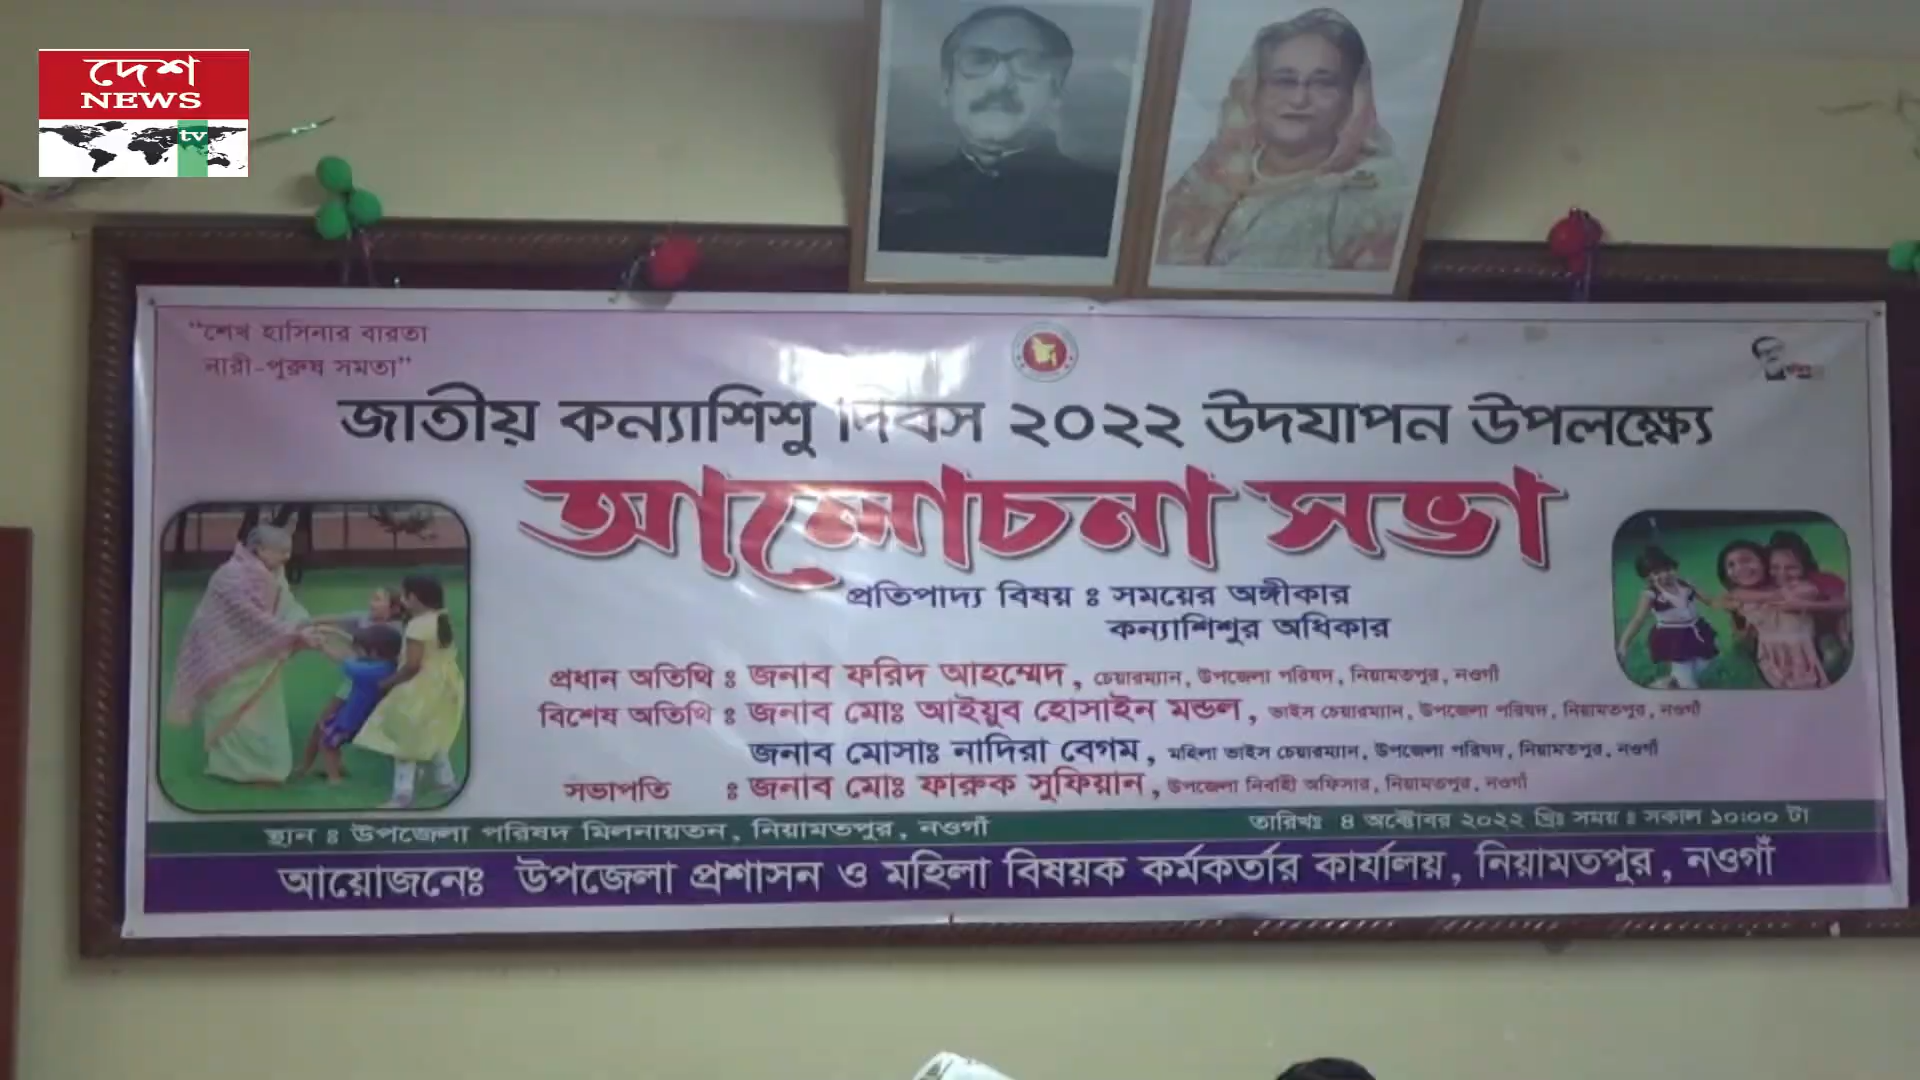 দেশ
NEWS
tv
"শেখ হাসিনার বারতা
নারী-পুরুষ সমতা"
জাতীয় কন্যাশিশু দিবস ২০২২ উদযাপন উপলক্ষ্যে
আলোচনা সভা
প্রতিপাদ্য বিষয় ঃ সময়ের অঙ্গীকার
কন্যাশিশুর অধিকার
প্রধান অতিথি ঃ জনাব ফরিদ আহম্মেদ, চেয়ারম্যান, উপজেলা পরিষদ, নিয়ামতপুর, নওগাঁ
বিশেষ অতিথি ঃ জনাব মোঃ আইয়ুব হোসাইন মন্ডল, ভাইস চেয়ারম্যান, উপজেলা পরিষদ, নিয়ামতপুর, নওগাঁ
জনাব মোসাঃ নাদিরা বেগম, মহিলা ভাইস চেয়ারম্যান, উপজেলা পরিষদ, নিয়ামতপুর, নওগাঁ
সভাপতি ঃ জনাব মোঃ ফারুক সুফিয়ান, উপজেলা নির্বাহী অফিসার, নিয়ামতপুর, নওগাঁ
স্থান ঃ উপজেলা পরিষদ মিলনায়তন, নিয়ামতপুর, নওগাঁ
তারিখঃ ৪ অক্টোবর ২০২২ খ্রিঃ সময় ঃ সকাল ১০:০০ টা
আয়োজনেঃ উপজেলা প্রশাসন ও মহিলা বিষয়ক কর্মকর্তার কার্যালয়, নিয়ামতপুর, নওগাঁ